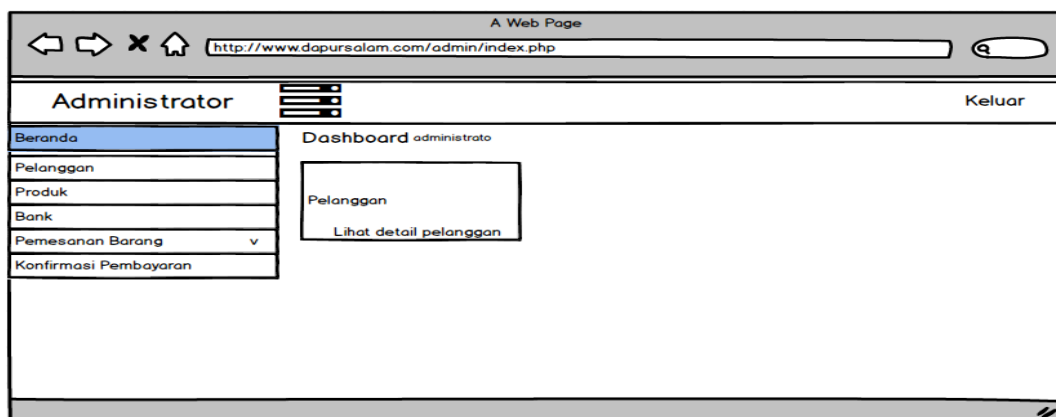 A Web Page
http://www.dapursalam.com/admin/index.php
Administrator
Keluar
Beranda
Dashboard administrato
Pelanggan
Produk
Bank
Pemesanan Barang v
Konfirmasi Pembayaran
Pelanggan
Lihat detail pelanggan